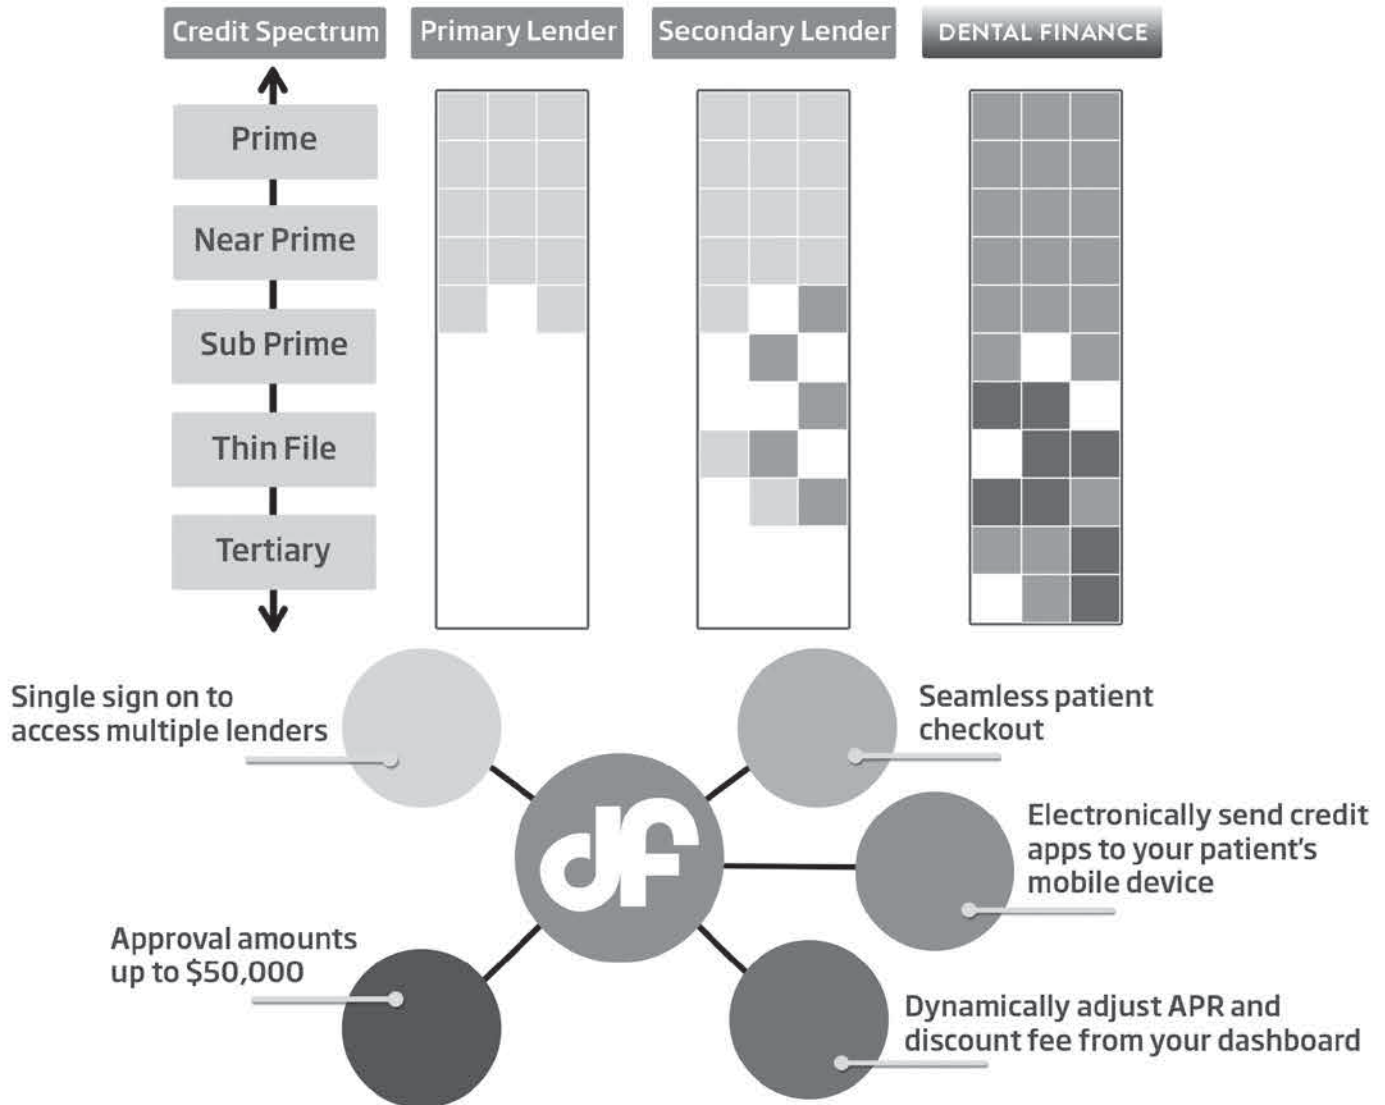 Credit Spectrum
Primary Lender
Secondary Lender
DENTAL FINANCE
Prime
Near Prime
Sub Prime
Thin File
Tertiary
Single sign on to
access multiple lenders
Seamless patient
checkout
df
Electronically send credit
apps to your patient's
mobile device
Approval amounts
up to $50,000
Dynamically adjust APR and
discount fee from your dashboard